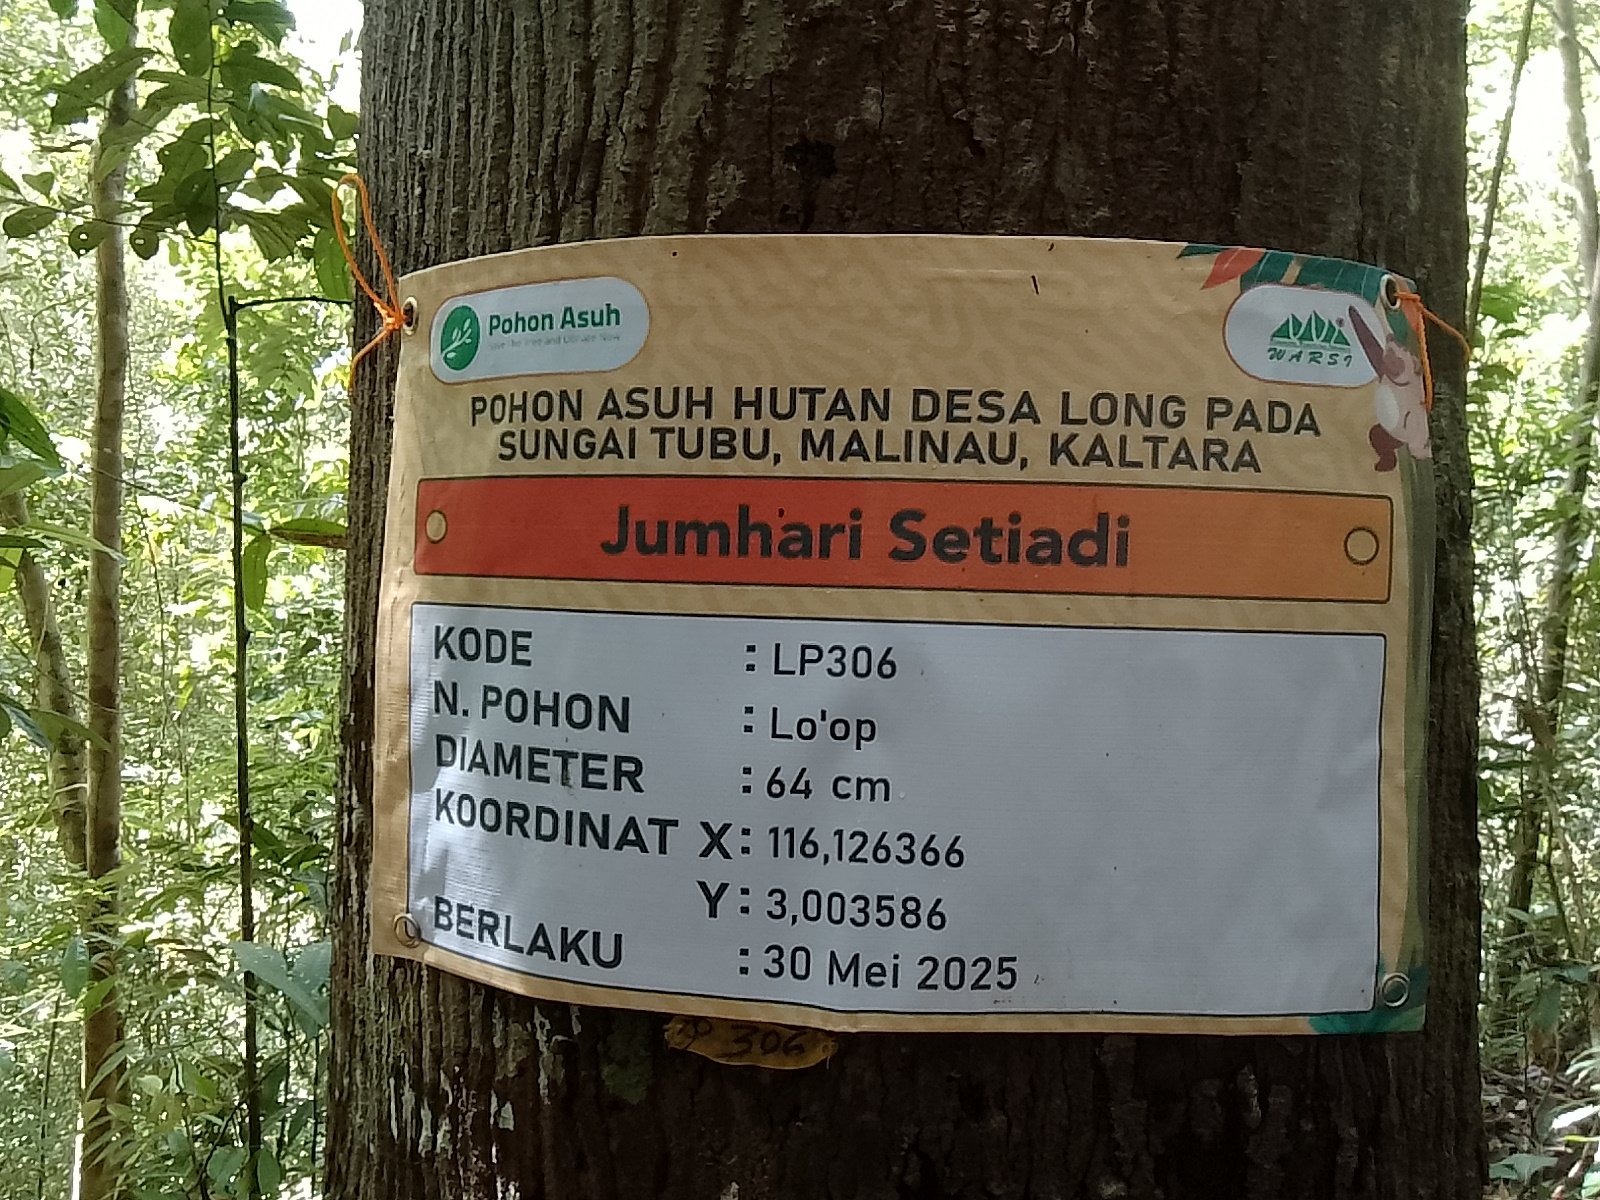 Pohon Asuh
WARSI
POHON ASUH HUTAN DESA LONG PADA
SUNGAI TUBU, MALINAU, KALTARA
Jumhari Setiadi
KODE : LP306
N. POHON : Lo'op
DIAMETER : 64 cm
KOORDINAT X : 116,126366
Y : 3,003586
BERLAKU : 30 Mei 2025
306